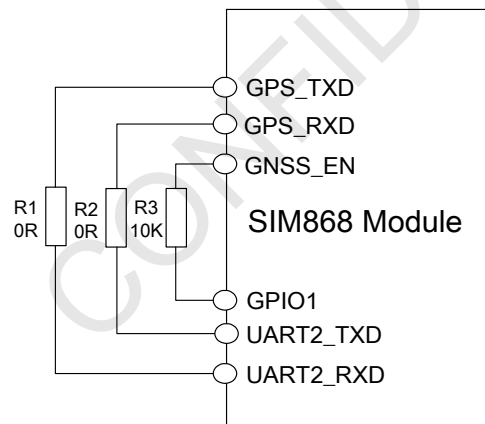 CONFID
GPS_TXD
GPS_RXD
GNSS_EN
R1
0R
R2
0R
R3
10K
SIM868 Module
GPIO1
UART2_TXD
UART2_RXD